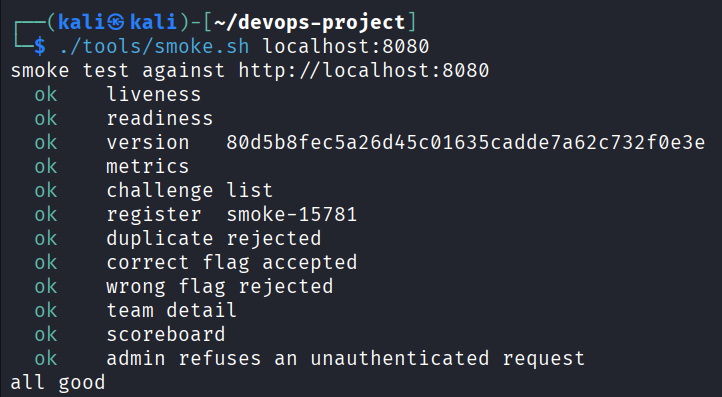 ┌──(kali㉿kali)-[~/devops-project]
└─$ ./tools/smoke.sh localhost:8080
smoke test against http://localhost:8080
  ok    liveness
  ok    readiness
  ok    version   80d5b8fec5a26d45c01635cadde7a62c732f0e3e
  ok    metrics
  ok    challenge list
  ok    register  smoke-15781
  ok    duplicate rejected
  ok    correct flag accepted
  ok    wrong flag rejected
  ok    team detail
  ok    scoreboard
  ok    admin refuses an unauthenticated request
all good